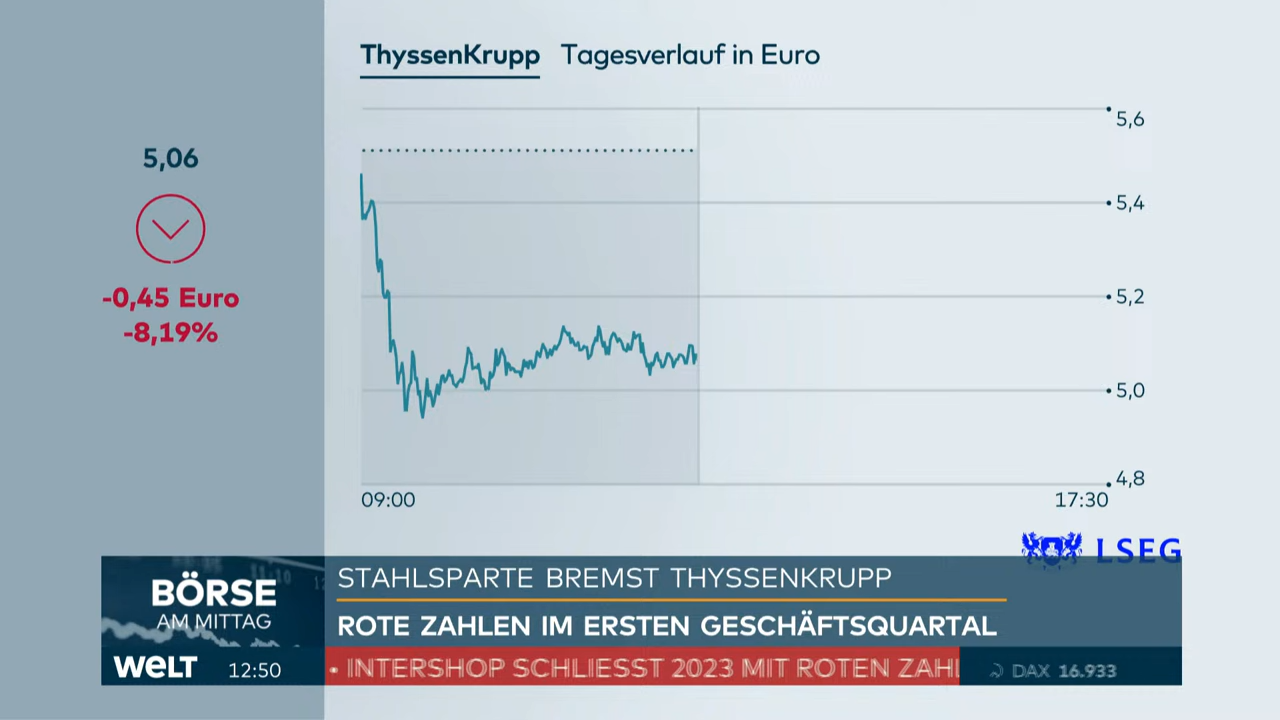 ThyssenKrupp Tagesverlauf in Euro
5,06
-0,45 Euro
-8,19%
5,6
5,4
5,2
5,0
4,8
09:00
17:30
LSEG
BÖRSE
AM MITTAG
STAHLSPARTE BREMST THYSSENKRUPP
ROTE ZAHLEN IM ERSTEN GESCHÄFTSQUARTAL
WELT 12:50
• INTERSHOP SCHLIESST 2023 MIT ROTEN ZAHL
DAX 16.933